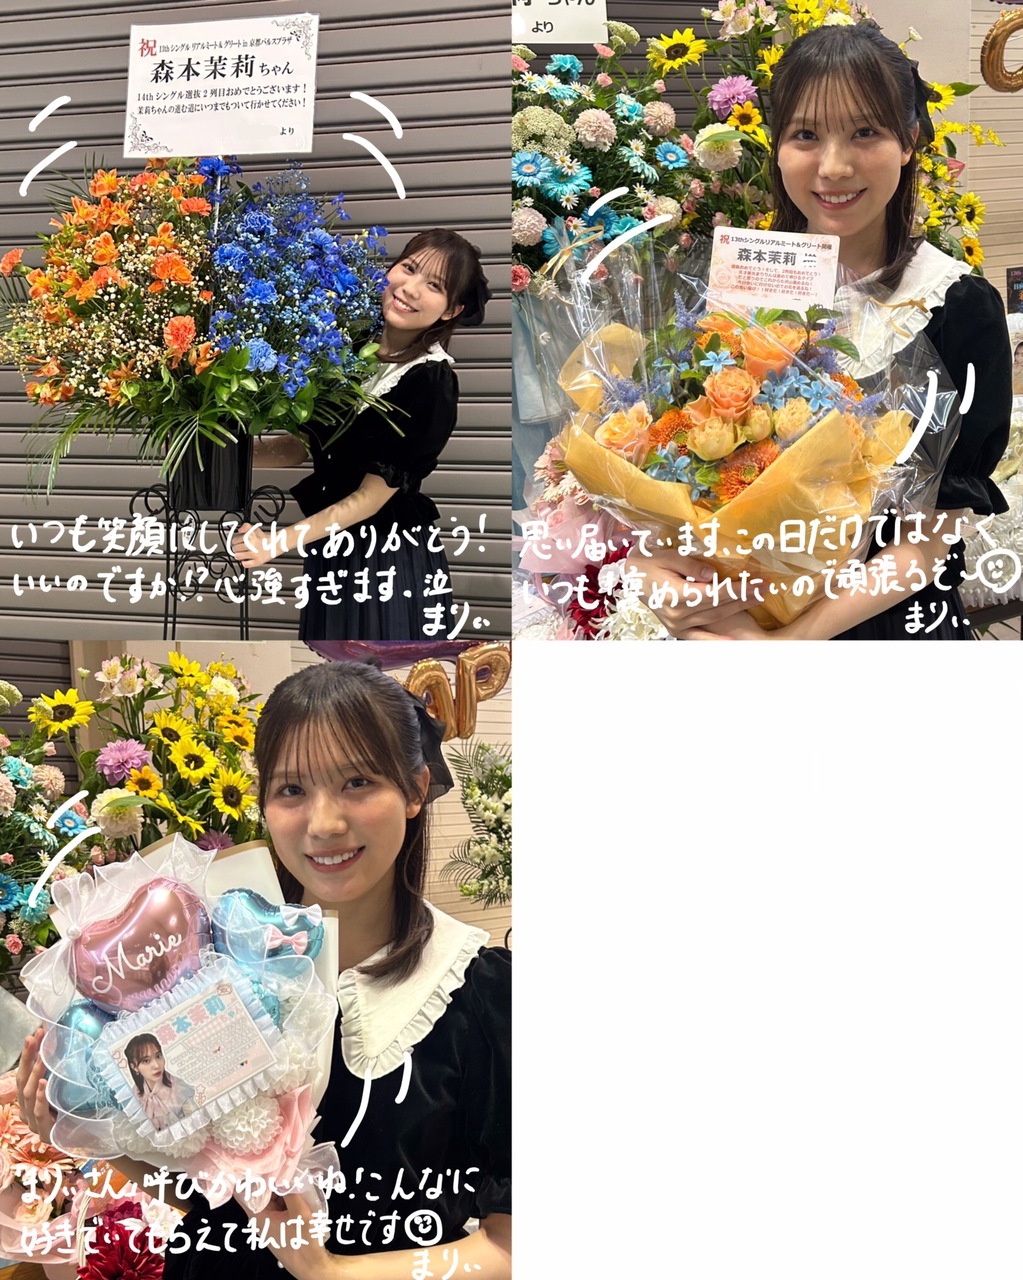 祝
13thシングル リアルミート＆グリート in 京都パルスプラザ
森本茉莉ちゃん
14thシングル選抜2列目おめでとうございます！
茉莉ちゃんの進む道にいつまでもついて行かせてください！
より
いつも笑顔にしてくれて、ありがとう！
いいのですか!?心強すぎます、泣
まりぃ
ちゃん
より
祝 13thシングルリアルミート＆グリート開催
森本茉莉
思い届いています、この日だけではなく
いつも褒められたいので頑張るぞ〜
まりぃ
AP
Marie
森本茉莉
"まりぃさん"呼びかわいいね！こんなに
好きでいてもらえて私は幸せです
まりぃ